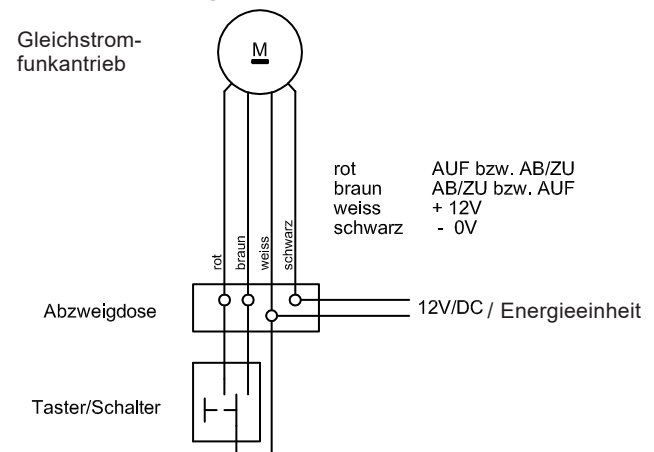 Gleichstrom-
funkantrieb
M
rot AUF bzw. AB/ZU
braun AB/ZU bzw. AUF
weiss + 12V
schwarz - 0V
rot
braun
weiss
schwarz
Abzweigdose
12V/DC / Energieeinheit
Taster/Schalter